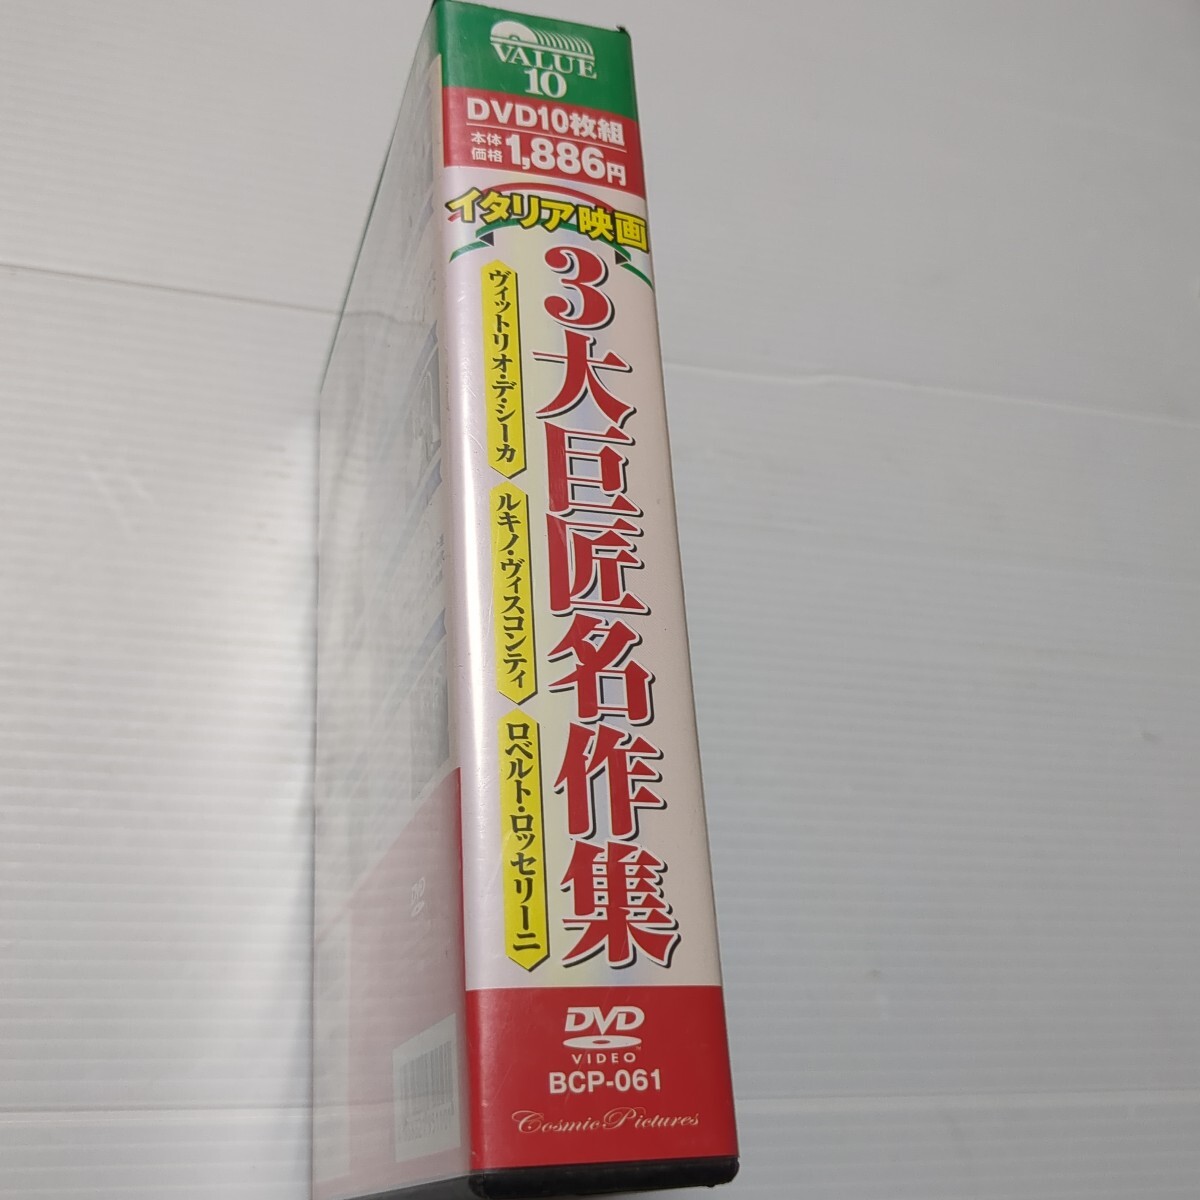 VALUE
10
DVD10枚組
本体
価格
1,886円
イタリア映画
3大巨匠名作集
ヴィットリオ・デ・シーカ
ルキノ・ヴィスコンティ
ロベルト・ロッセリーニ
DVD
VIDEO
BCP-061
Cosmic Pictures
DVD